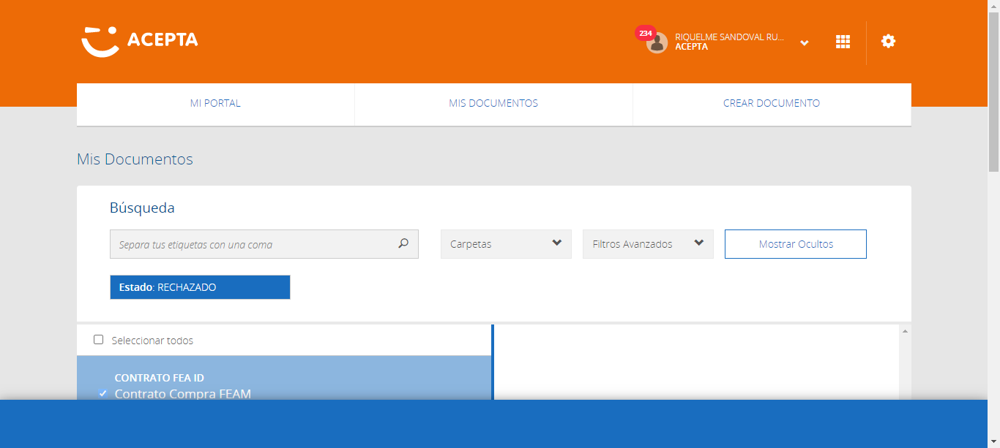 ACEPTA
234
RIQUELME SANDOVAL RU...
ACEPTA
MI PORTAL
MIS DOCUMENTOS
CREAR DOCUMENTO
Mis Documentos
Búsqueda
Separa tus etiquetas con una coma
Carpetas
Filtros Avanzados
Mostrar Ocultos
Estado: RECHAZADO
Seleccionar todos
CONTRATO FEA ID
Contrato Compra FEAM